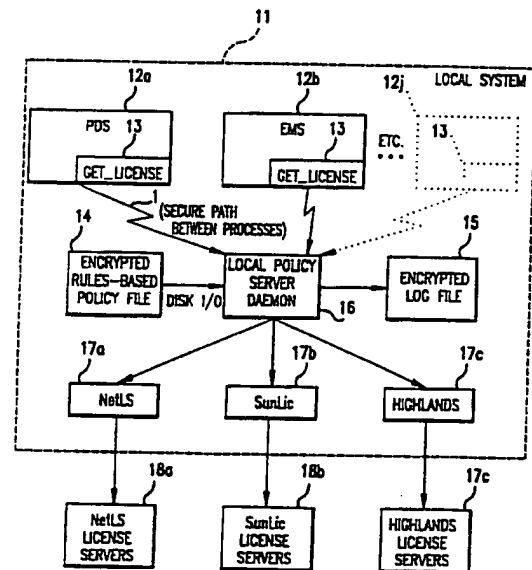 11
12a
12b
12j
LOCAL SYSTEM
PDS
13
GET_LICENSE
EMS
13
GET_LICENSE
ETC.
13
1
(SECURE PATH
BETWEEN PROCESSES)
14
15
ENCRYPTED
RULES-BASED
POLICY FILE
DISK I/O
LOCAL POLICY
SERVER
DAEMON
16
ENCRYPTED
LOG FILE
17a
17b
17c
NetLS
SunLic
HIGHLANDS
18a
18b
17c
NetLS
LICENSE
SERVERS
SunLic
LICENSE
SERVERS
HIGHLANDS
LICENSE
SERVERS